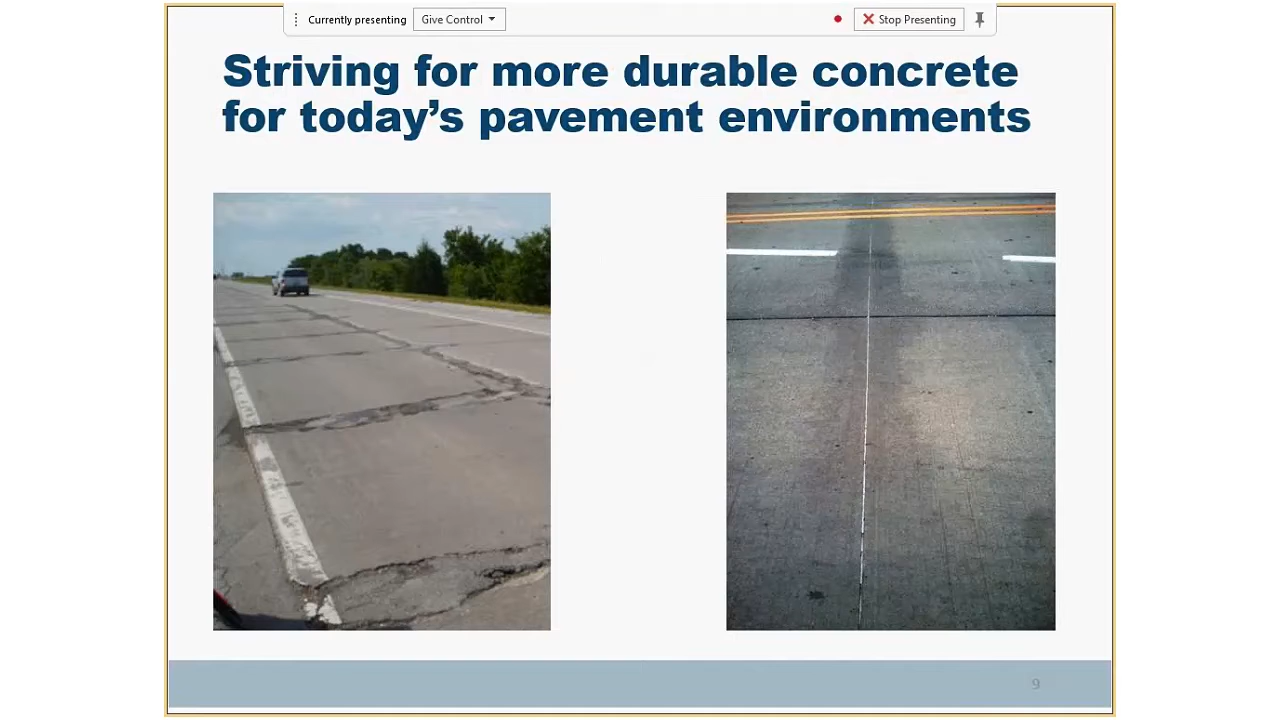 Currently presenting
Give Control
Stop Presenting
Striving for more durable concrete
for today’s pavement environments
9